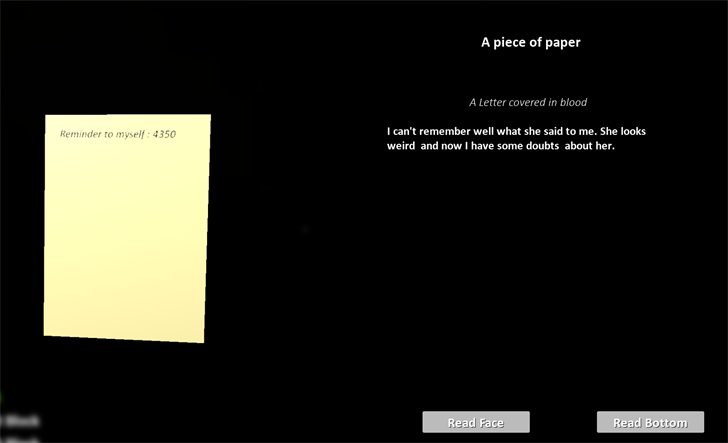 A piece of paper
A Letter covered in blood
Reminder to myself : 4350
I can't remember well what she said to me. She looks
weird  and now I have some doubts  about her.
Read Face
Read Bottom